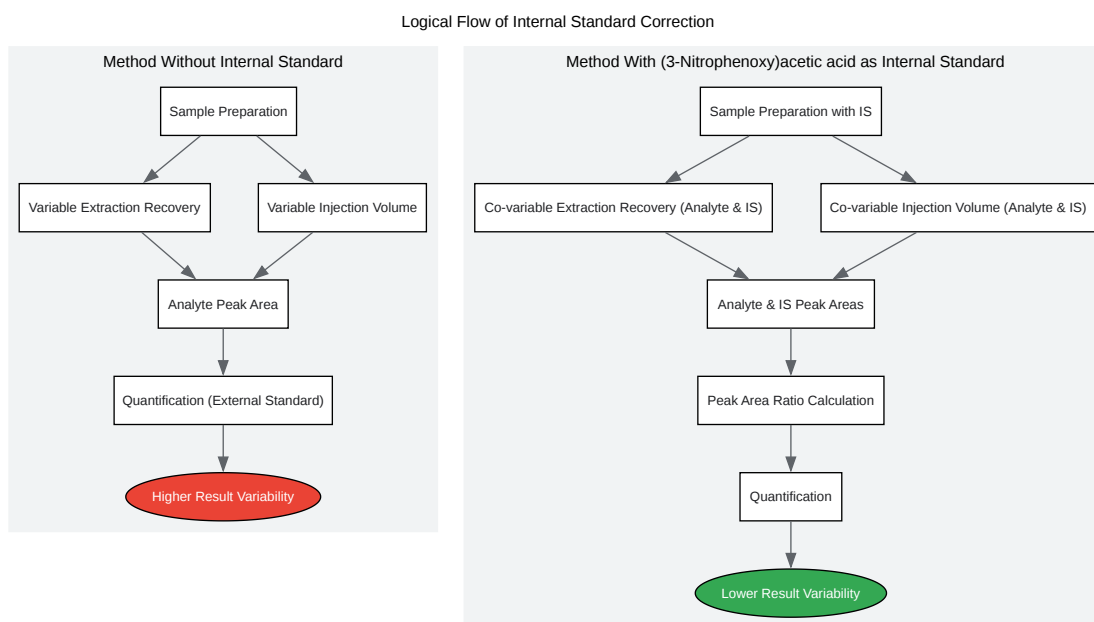 Logical Flow of Internal Standard Correction
Method Without Internal Standard
Sample Preparation
Variable Extraction Recovery
Variable Injection Volume
Analyte Peak Area
Quantification (External Standard)
Higher Result Variability
Method With (3-Nitrophenoxy)acetic acid as Internal Standard
Sample Preparation with IS
Co-variable Extraction Recovery (Analyte & IS)
Co-variable Injection Volume (Analyte & IS)
Analyte & IS Peak Areas
Peak Area Ratio Calculation
Quantification
Lower Result Variability